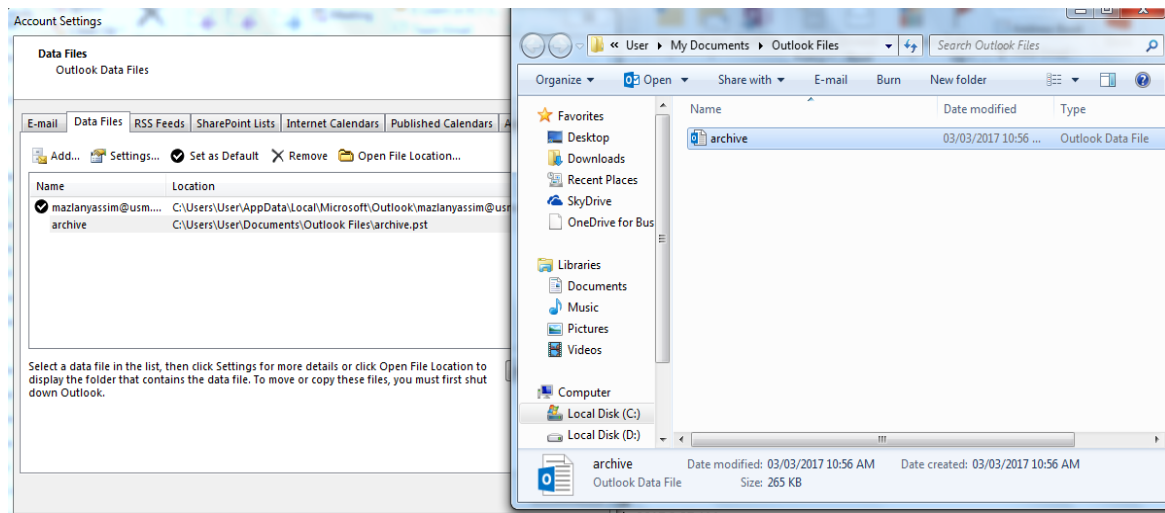 Account Settings
Data Files
Outlook Data Files
E-mail Data Files RSS Feeds SharePoint Lists Internet Calendars Published Calendars A
Add... Settings... Set as Default Remove Open File Location...
Name Location
mazlanyassim@usm.... C:\Users\User\AppData\Local\Microsoft\Outlook\mazlanyassim@usm
archive C:\Users\User\Documents\Outlook Files\archive.pst
Select a data file in the list, then click Settings for more details or click Open File Location to
display the folder that contains the data file. To move or copy these files, you must first shut
down Outlook.
« User My Documents Outlook Files Search Outlook Files
Organize Open Share with E-mail Burn New folder
Favorites
Desktop
Downloads
Recent Places
SkyDrive
OneDrive for Bus
Libraries
Documents
Music
Pictures
Videos
Computer
Local Disk (C:)
Local Disk (D:)
Name Date modified Type
archive 03/03/2017 10:56 ... Outlook Data File
archive Date modified: 03/03/2017 10:56 AM Date created: 03/03/2017 10:56 AM
Outlook Data File Size: 265 KB